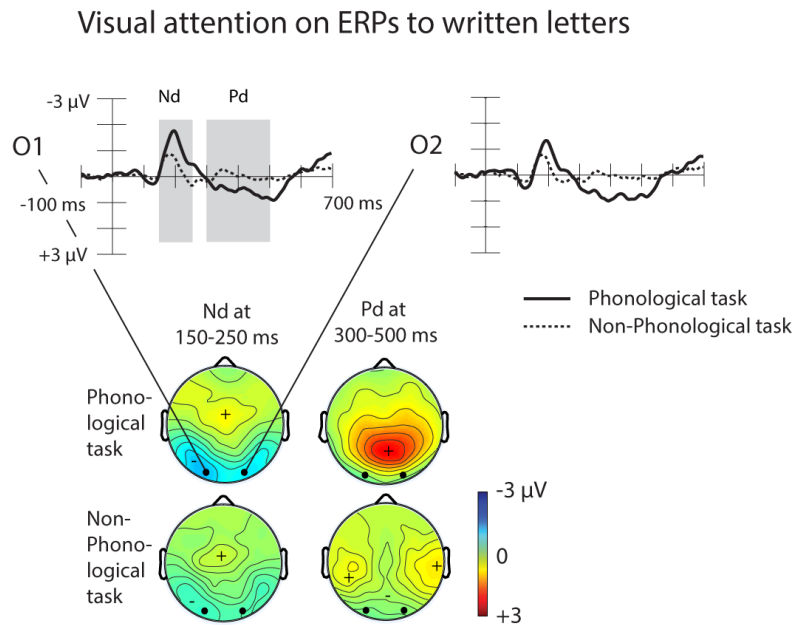 Visual attention on ERPs to written letters
-3 µV
Nd
Pd
O1
O2
-100 ms
700 ms
+3 µV
Phonological task
Non-Phonological task
Nd at
150-250 ms
Pd at
300-500 ms
Phono-
logical
task
+
-
+
-3 µV
0
+3
Non-
Phono-
logical
task
+
-
+
+
-